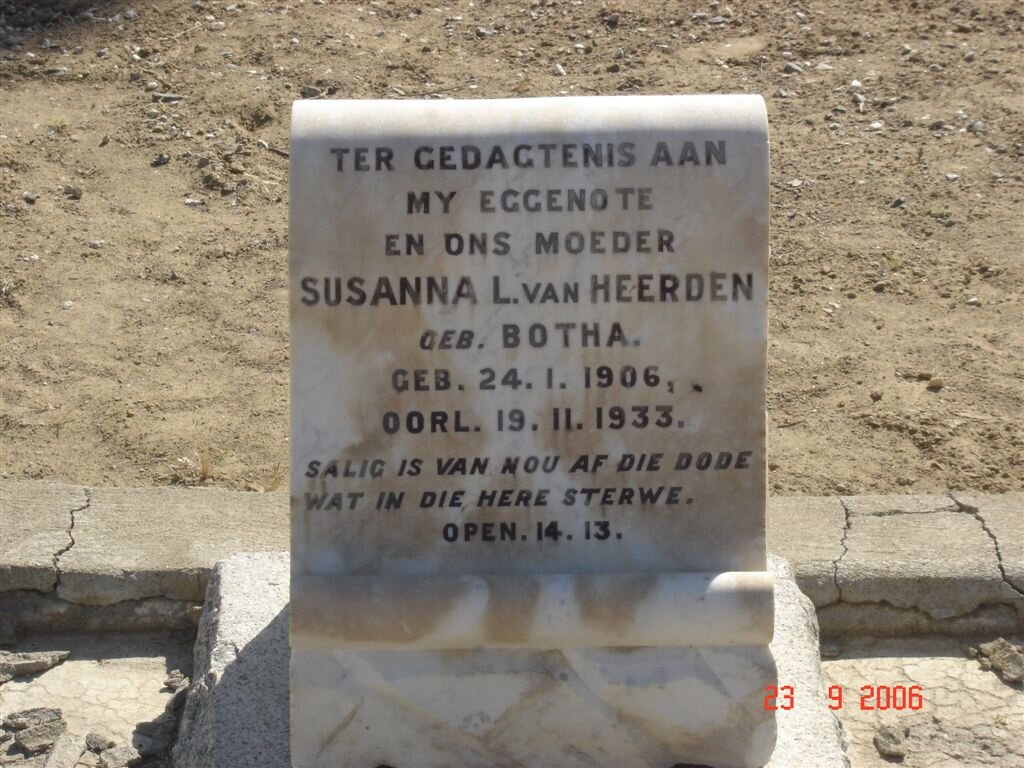 TER GEDAGTENIS AAN
MY EGGENOTE
EN ONS MOEDER
SUSANNA L. VAN HEERDEN
GEB. BOTHA.
GEB. 24. 1. 1906,
OORL. 19. 11. 1933.
SALIG IS VAN NOU AF DIE DODE
WAT IN DIE HERE STERWE.
OPEN. 14. 13.
23 9 2006